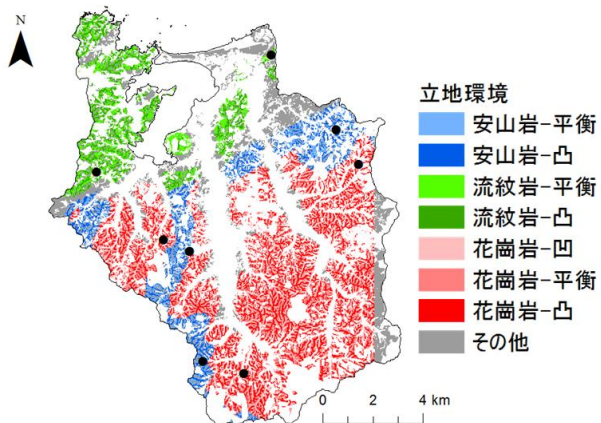 N
立地環境
安山岩-平衡
安山岩-凸
流紋岩-平衡
流紋岩-凸
花崗岩-凹
花崗岩-平衡
花崗岩-凸
その他
0 2 4 km